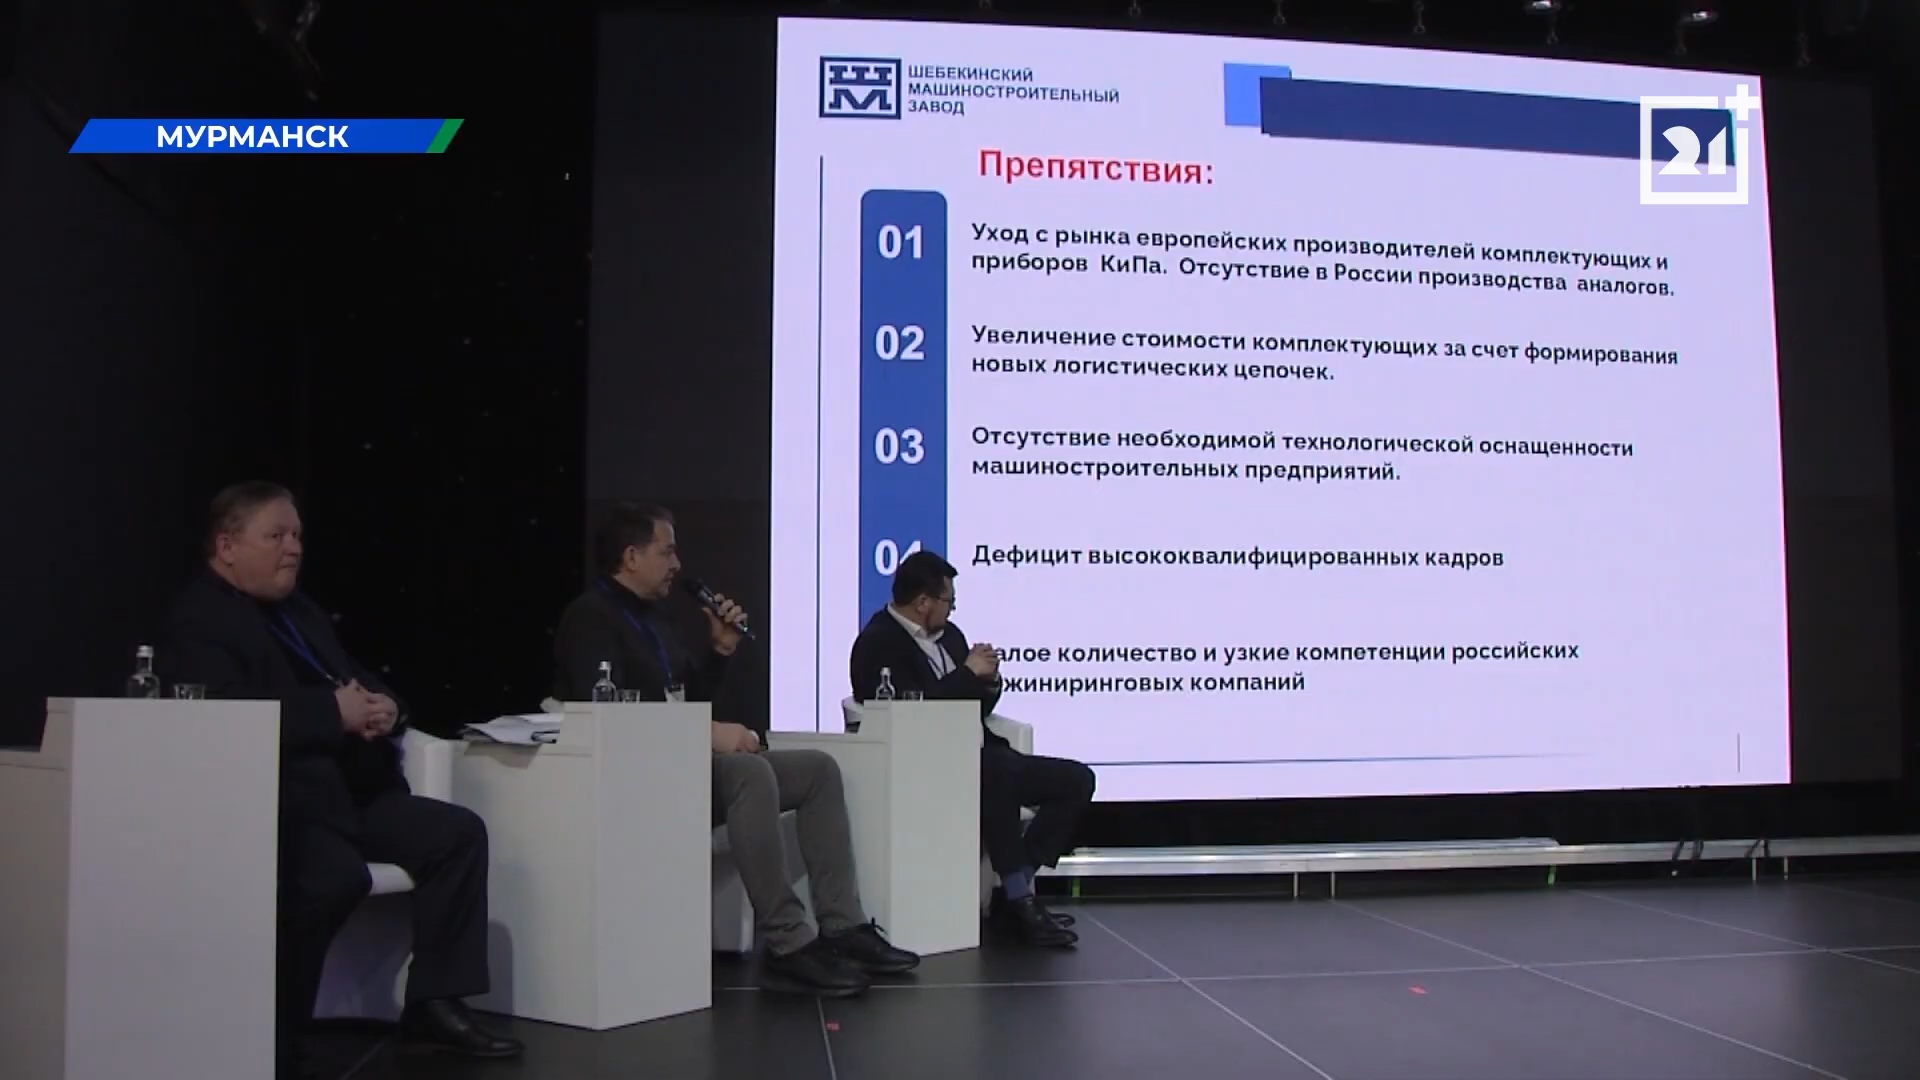 МУРМАНСК
ШМ
ШЕБЕКИНСКИЙ
МАШИНОСТРОИТЕЛЬНЫЙ
ЗАВОД
21+
Препятствия:
01
Уход с рынка европейских производителей комплектующих и
приборов КиПа. Отсутствие в России производства аналогов.
02
Увеличение стоимости комплектующих за счет формирования
новых логистических цепочек.
03
Отсутствие необходимой технологической оснащенности
машиностроительных предприятий.
04
Дефицит высококвалифицированных кадров
количество и узкие компетенции российских
компаний